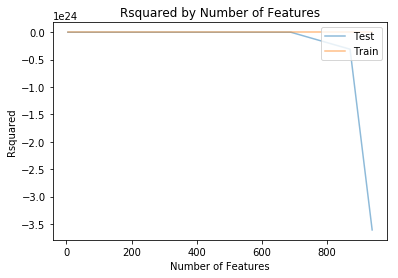 Rsquared by Number of Features
1e24
Test
Train
0.0
−0.5
−1.0
−1.5
−2.0
−2.5
−3.0
−3.5
Rsquared
0
200
400
600
800
Number of Features